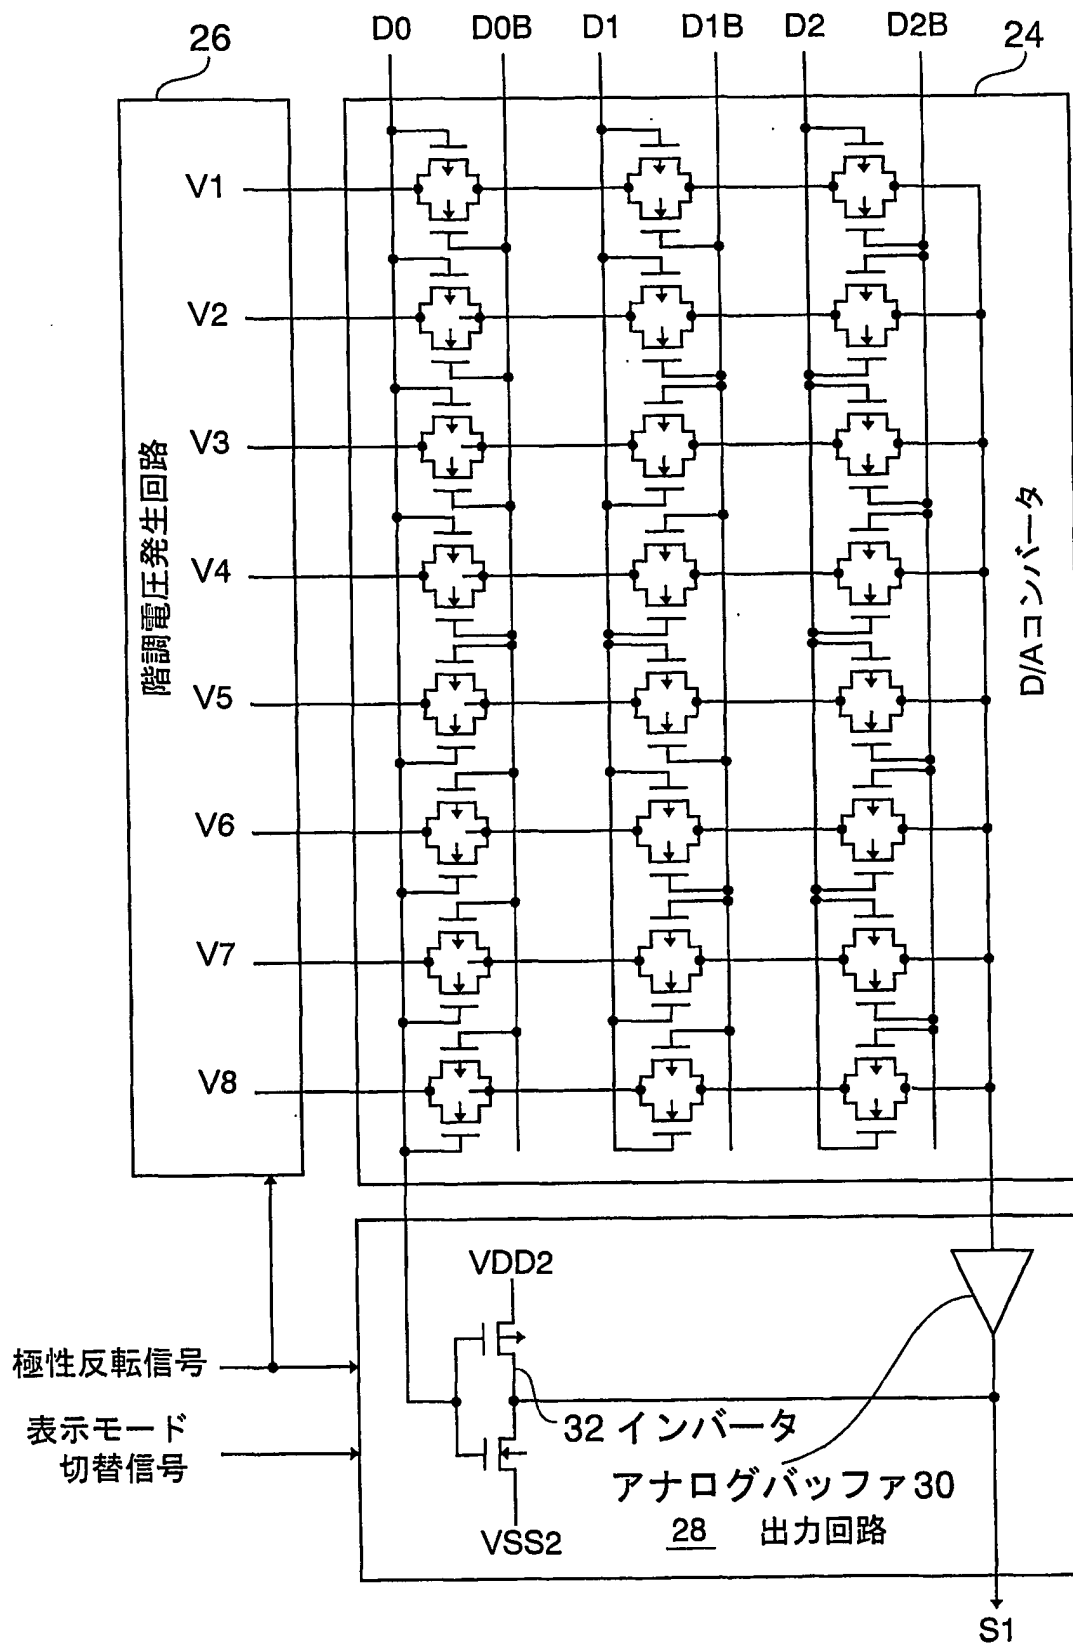 D0 D0B D1 D1B D2 D2B
26
24
V1
V2
V3
V4
V5
V6
V7
V8
階調電圧発生回路
D/Aコンバータ
VDD2
極性反転信号
表示モード
切替信号
32 インバータ
アナログバッファ30
28 出力回路
VSS2
S1